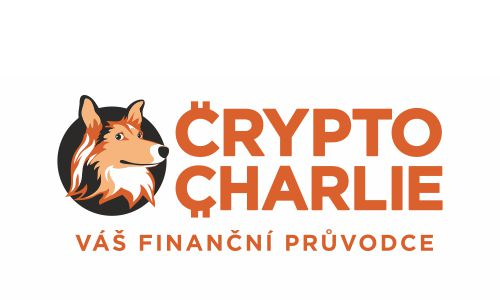 CRYPTO
CHARLIE
VÁŠ FINANČNÍ PRŮVODCE